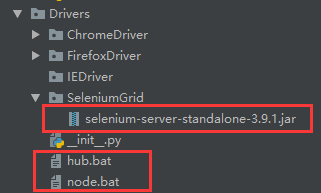 Drivers
ChromeDriver
FirefoxDriver
IEDriver
SeleniumGrid
selenium-server-standalone-3.9.1.jar
__init__.py
hub.bat
node.bat